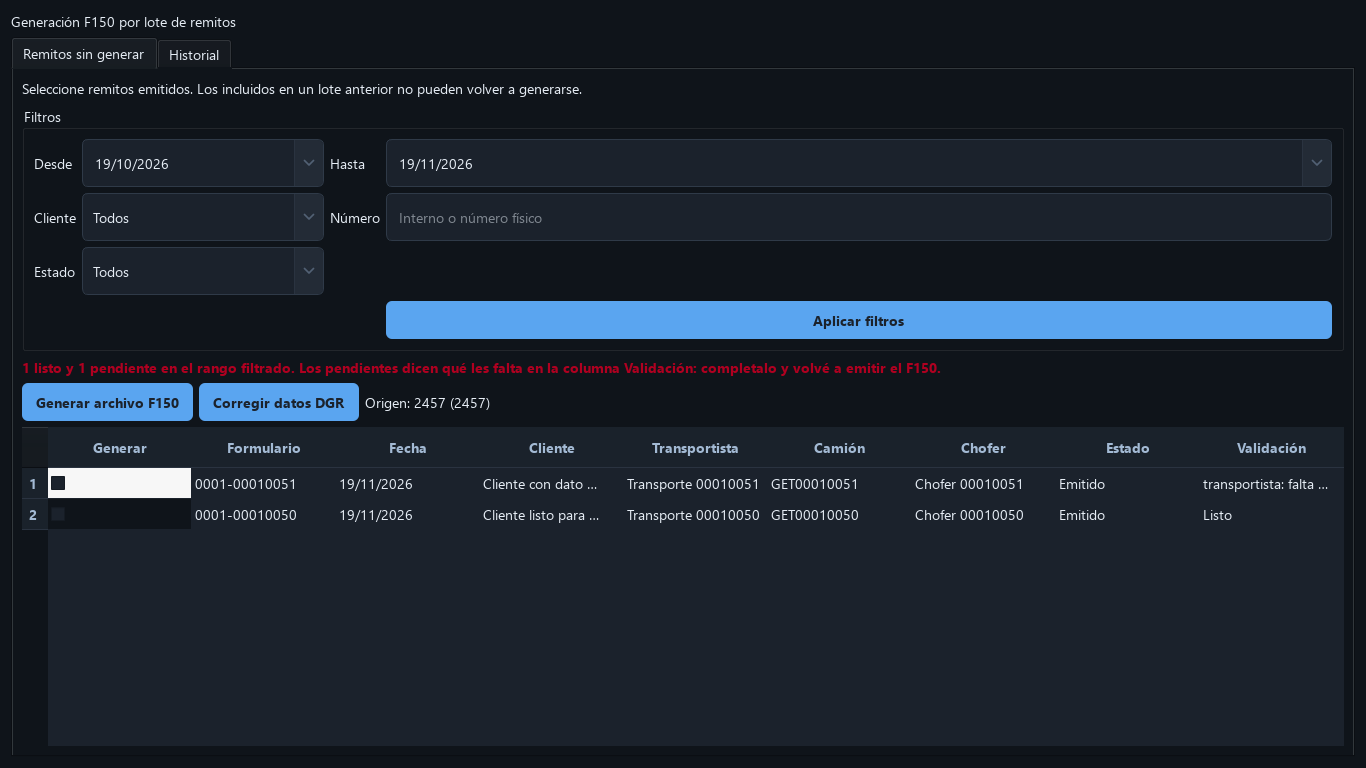 Generación F150 por lote de remitos
Remitos sin generar Historial
Seleccione remitos emitidos. Los incluidos en un lote anterior no pueden volver a generarse.
Filtros
Desde 19/10/2026 Hasta 19/11/2026
Cliente Todos Número Interno o número físico
Estado Todos
Aplicar filtros
1 listo y 1 pendiente en el rango filtrado. Los pendientes dicen qué les falta en la columna Validación: completalo y volvé a emitir el F150.
Generar archivo F150 Corregir datos DGR Origen: 2457 (2457)
Generar Formulario Fecha Cliente Transportista Camión Chofer Estado Validación
1 0001-00010051 19/11/2026 Cliente con dato ... Transporte 00010051 GET00010051 Chofer 00010051 Emitido transportista: falta ...
2 0001-00010050 19/11/2026 Cliente listo para ... Transporte 00010050 GET00010050 Chofer 00010050 Emitido Listo